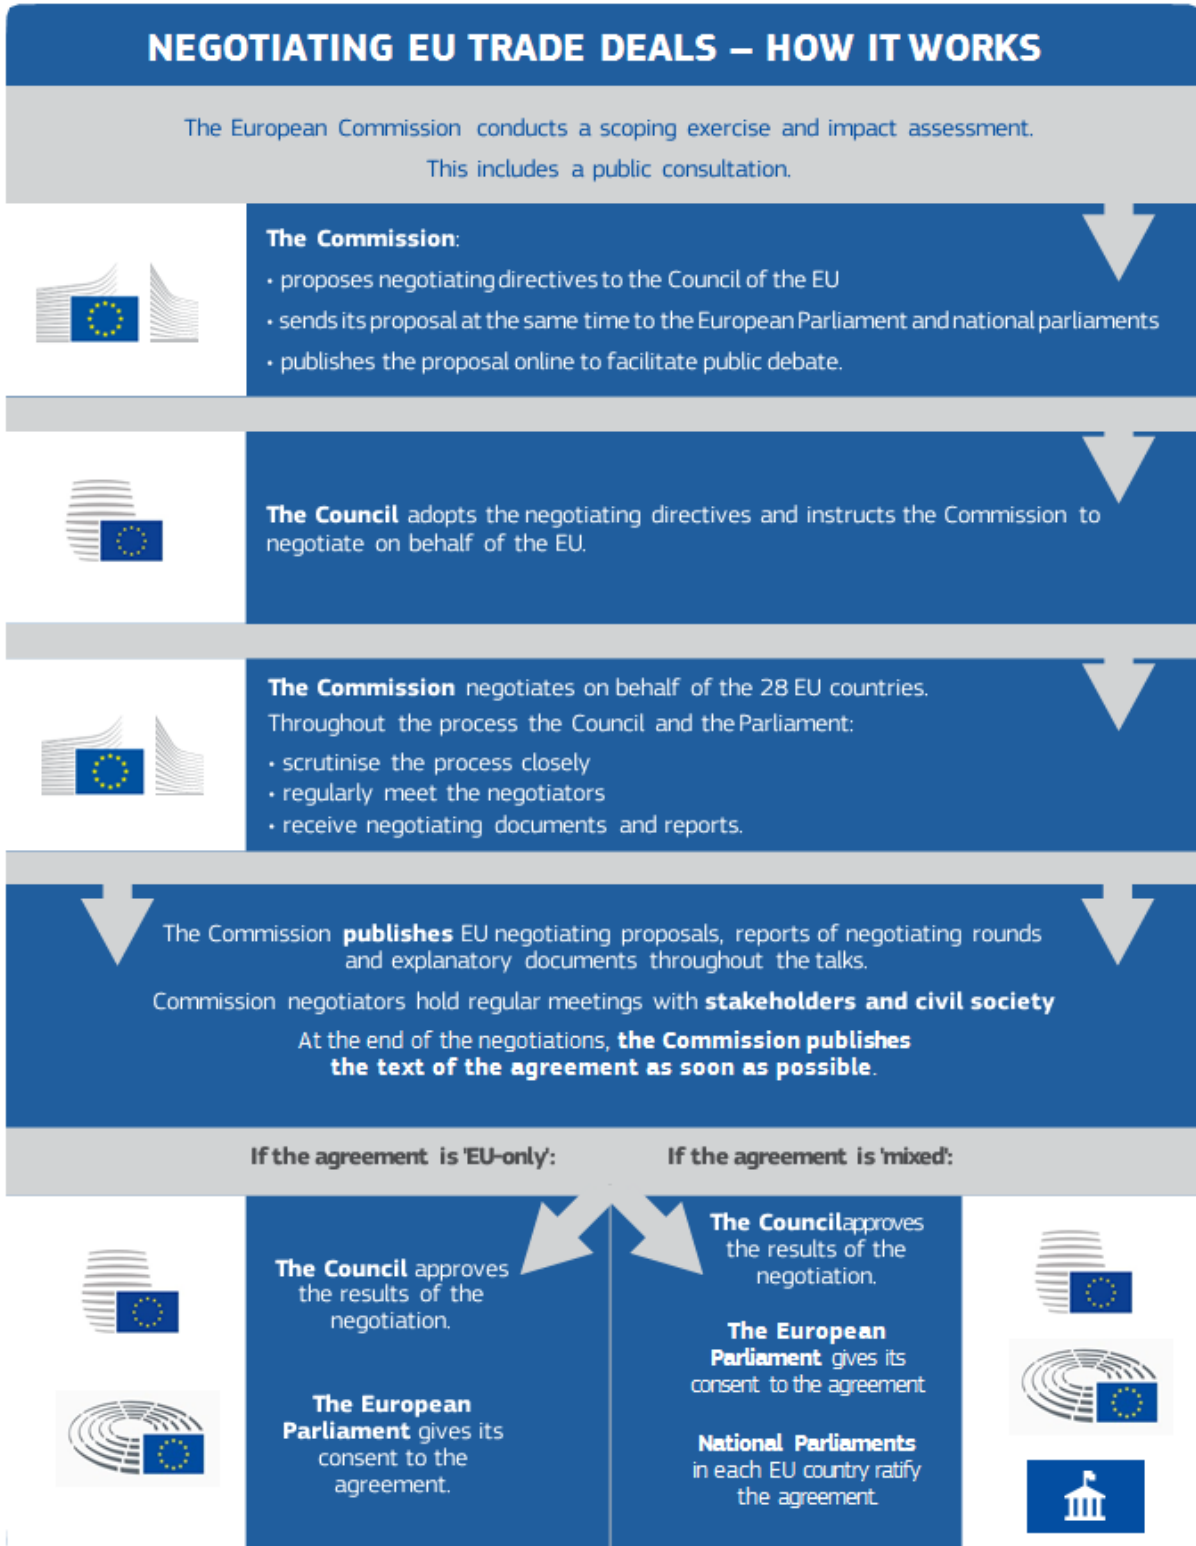 NEGOTIATING EU TRADE DEALS – HOW IT WORKS
The European Commission conducts a scoping exercise and impact assessment.
This includes a public consultation.
The Commission:
• proposes negotiating directives to the Council of the EU
• sends its proposal at the same time to the European Parliament and national parliaments
• publishes the proposal online to facilitate public debate.
The Council adopts the negotiating directives and instructs the Commission to
negotiate on behalf of the EU.
The Commission negotiates on behalf of the 28 EU countries.
Throughout the process the Council and the Parliament:
• scrutinise the process closely
• regularly meet the negotiators
• receive negotiating documents and reports.
The Commission publishes EU negotiating proposals, reports of negotiating rounds
and explanatory documents throughout the talks.
Commission negotiators hold regular meetings with stakeholders and civil society
At the end of the negotiations, the Commission publishes
the text of the agreement as soon as possible.
If the agreement is 'EU-only':
The Council approves
the results of the
negotiation.
The European
Parliament gives its
consent to the
agreement.
If the agreement is 'mixed':
The Council approves
the results of the
negotiation.
The European
Parliament gives its
consent to the agreement
National Parliaments
in each EU country ratify
the agreement.